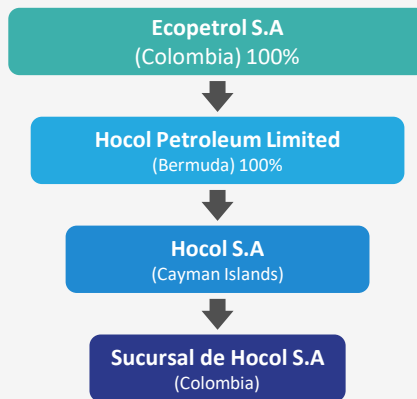 Ecopetrol S.A
(Colombia) 100%
Hocol Petroleum Limited
(Bermuda) 100%
Hocol S.A
(Cayman Islands)
Sucursal de Hocol S.A
(Colombia)